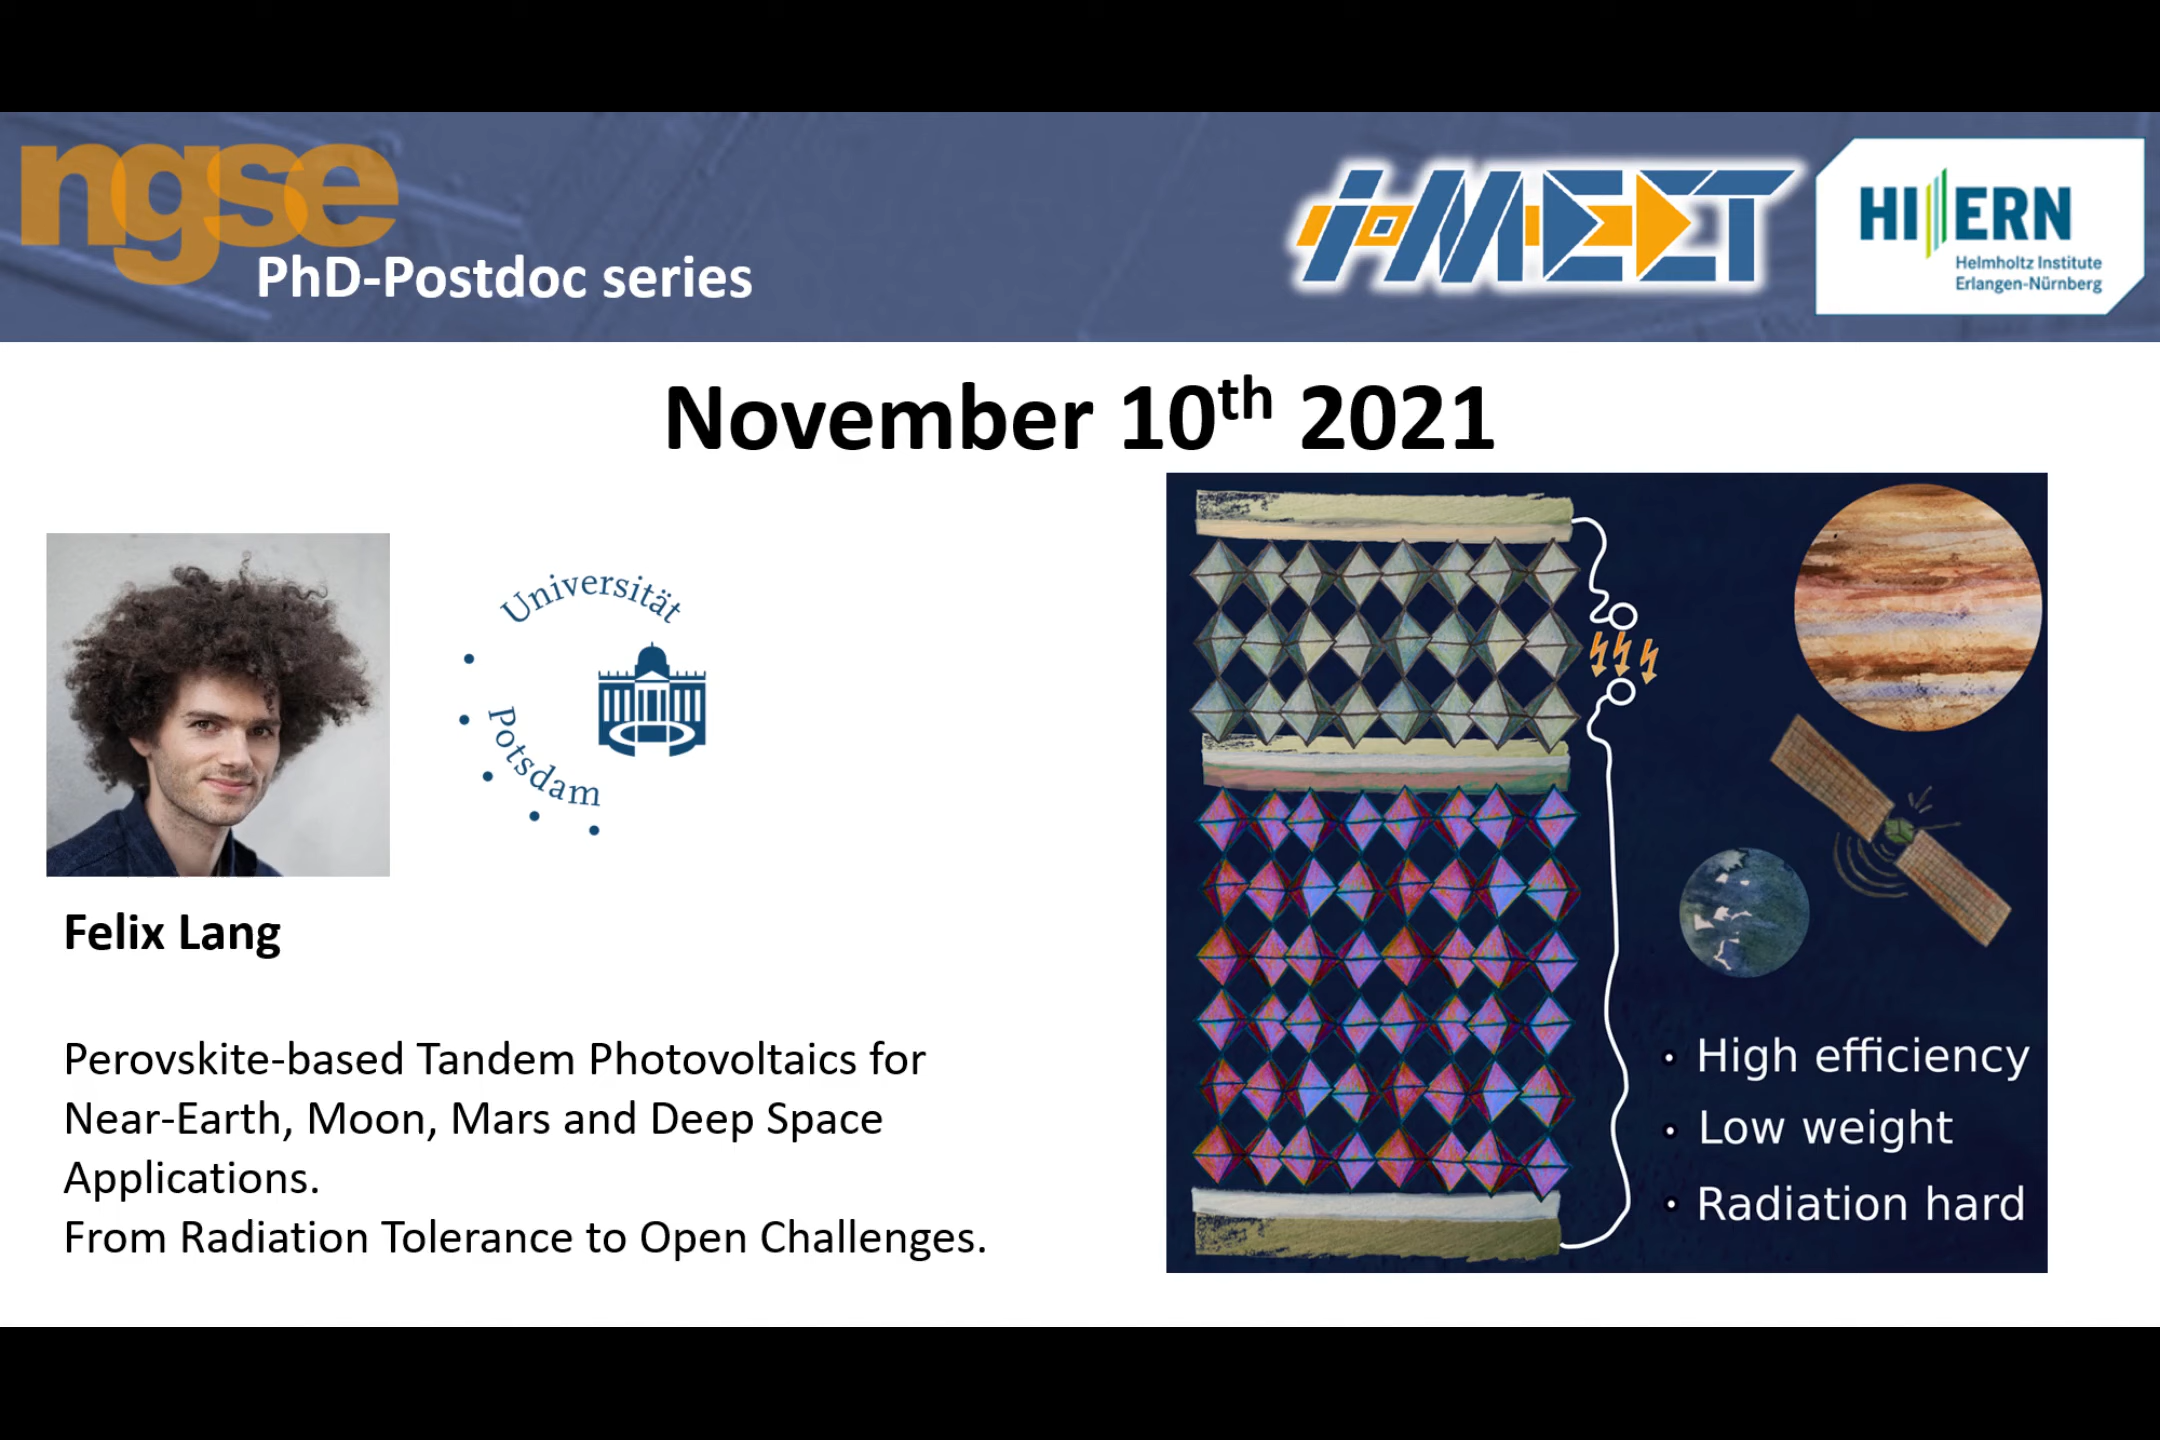 ngse
PhD-Postdoc series
i-MEET
HI ERN
Helmholtz Institute
Erlangen-Nürnberg
November 10th 2021
Universität
Potsdam
Felix Lang
Perovskite-based Tandem Photovoltaics for
Near-Earth, Moon, Mars and Deep Space
Applications.
From Radiation Tolerance to Open Challenges.
• High efficiency
• Low weight
• Radiation hard